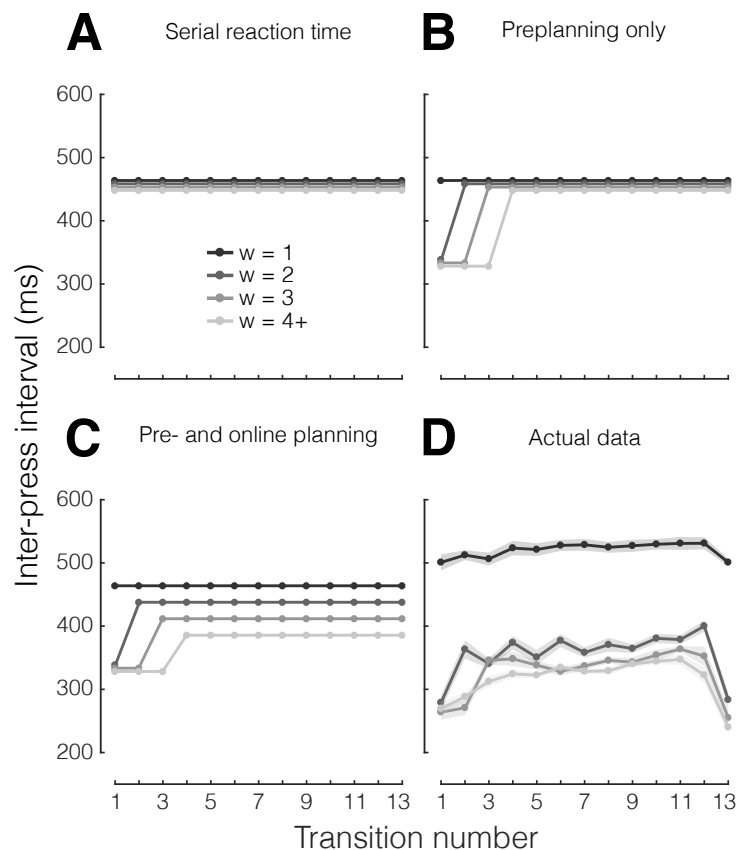 A Serial reaction time
B Preplanning only
600
500
400
300
200
w = 1
w = 2
w = 3
w = 4+
Inter-press interval (ms)
C Pre- and online planning
D Actual data
600
500
400
300
200
1 3 5 7 9 11 13
1 3 5 7 9 11 13
Transition number